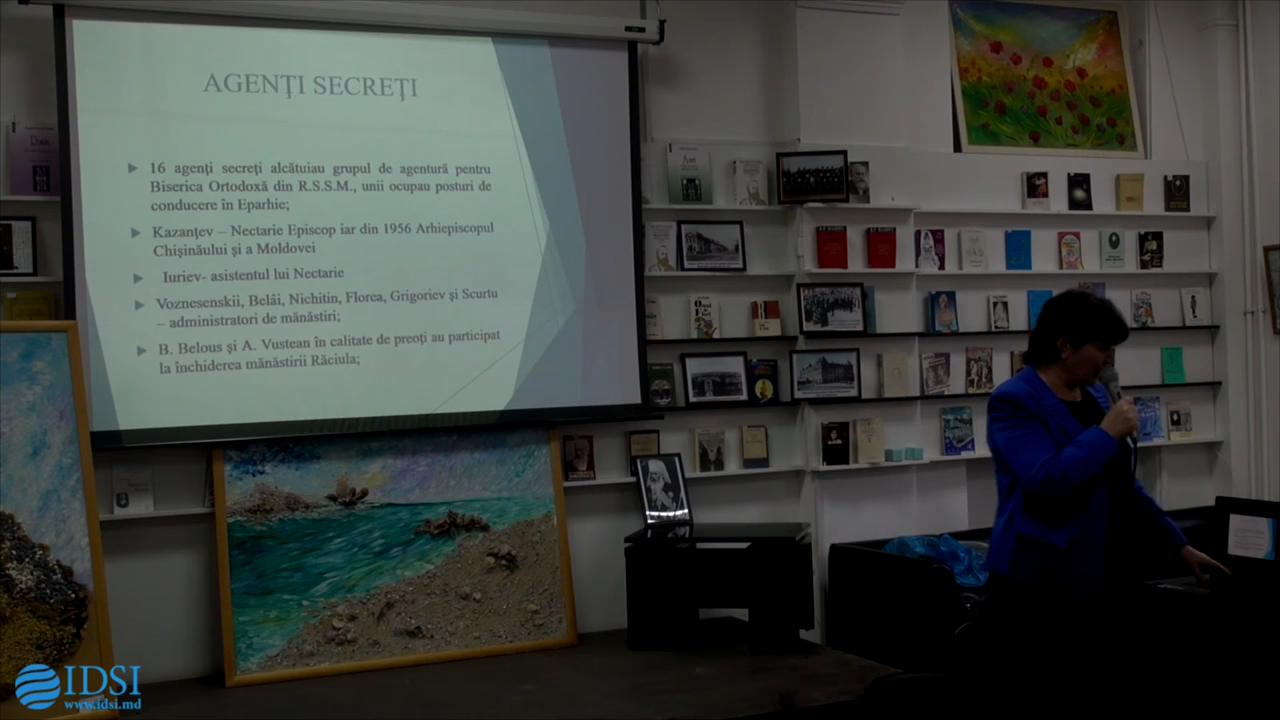 AGENŢI SECREŢI
16 agenţi secreţi alcătuiau grupul de agentură pentru
Biserica Ortodoxă din R.S.S.M., unii ocupau posturi de
conducere în Eparhie;
Kazanţev – Nectarie Episcop iar din 1956 Arhiepiscopul
Chişinăului şi a Moldovei
Iuriev- asistentul lui Nectarie
Voznesenskii, Belâi, Nichitin, Florea, Grigoriev şi Scurtu
– administratori de mănăstiri;
B. Belous şi A. Vustean în calitate de preoţi au participat
la închiderea mănăstirii Răciula;
IDSI
www.idsi.md